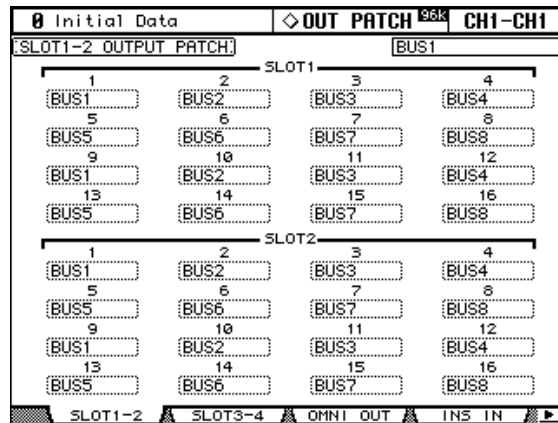 0 Initial Data ◇OUT PATCH 96k CH1-CH1
SLOT1-2 OUTPUT PATCH BUS1
SLOT1
1 2 3 4
BUS1 BUS2 BUS3 BUS4
5 6 7 8
BUS5 BUS6 BUS7 BUS8
9 10 11 12
BUS1 BUS2 BUS3 BUS4
13 14 15 16
BUS5 BUS6 BUS7 BUS8
SLOT2
1 2 3 4
BUS1 BUS2 BUS3 BUS4
5 6 7 8
BUS5 BUS6 BUS7 BUS8
9 10 11 12
BUS1 BUS2 BUS3 BUS4
13 14 15 16
BUS5 BUS6 BUS7 BUS8
SLOT1-2 SLOT3-4 OMNI OUT INS IN